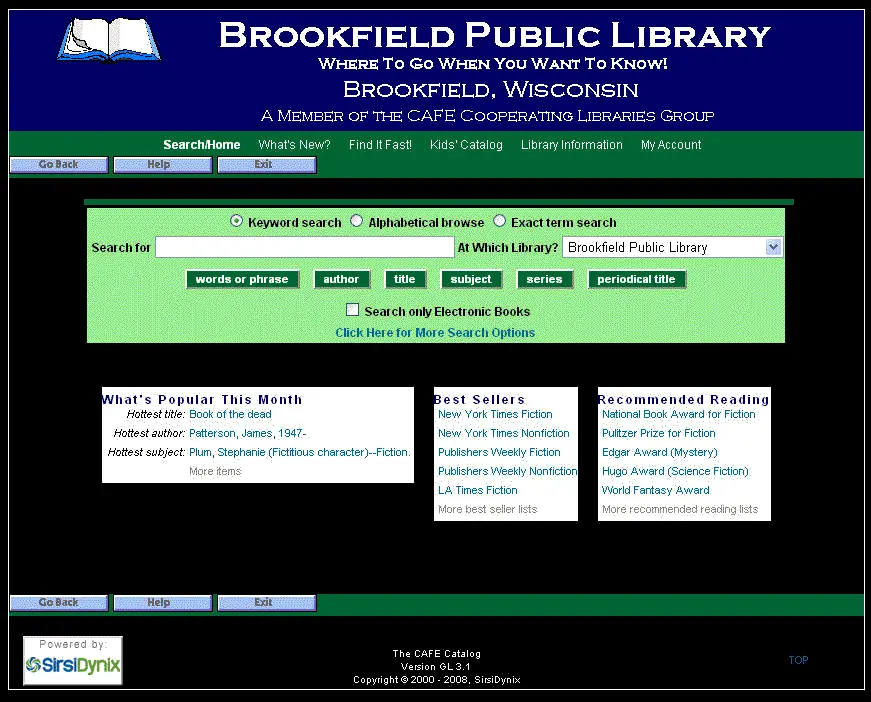 BROOKFIELD PUBLIC LIBRARY
WHERE TO GO WHEN YOU WANT TO KNOW!
BROOKFIELD, WISCONSIN
A MEMBER OF THE CAFE COOPERATING LIBRARIES GROUP
Search/Home What's New? Find It Fast! Kids' Catalog Library Information My Account
Go Back Help Exit
Keyword search Alphabetical browse Exact term search
Search for At Which Library? Brookfield Public Library
words or phrase author title subject series periodical title
Search only Electronic Books
Click Here for More Search Options
What's Popular This Month
Hottest title: Book of the dead
Hottest author: Patterson, James, 1947-
Hottest subject: Plum, Stephanie (Fictitious character)--Fiction.
More items
Best Sellers
New York Times Fiction
New York Times Nonfiction
Publishers Weekly Fiction
Publishers Weekly Nonfiction
LA Times Fiction
More best seller lists
Recommended Reading
National Book Award for Fiction
Pulitzer Prize for Fiction
Edgar Award (Mystery)
Hugo Award (Science Fiction)
World Fantasy Award
More recommended reading lists
Go Back Help Exit
Powered by:
SirsiDynix
The CAFE Catalog
Version GL 3.1
Copyright © 2000 - 2008, SirsiDynix
TOP